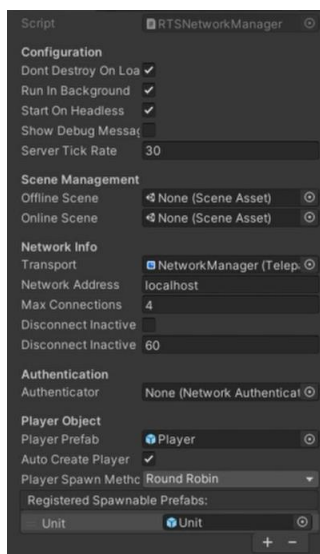 Script RTSNetworkManager
Configuration
Dont Destroy On Loa
Run In Background
Start On Headless
Show Debug Messag
Server Tick Rate 30
Scene Management
Offline Scene None (Scene Asset)
Online Scene None (Scene Asset)
Network Info
Transport NetworkManager (Telepa
Network Address localhost
Max Connections 4
Disconnect Inactive
Disconnect Inactive 60
Authentication
Authenticator None (Network Authenticat
Player Object
Player Prefab Player
Auto Create Player
Player Spawn Methc Round Robin
Registered Spawnable Prefabs:
Unit Unit
+ −